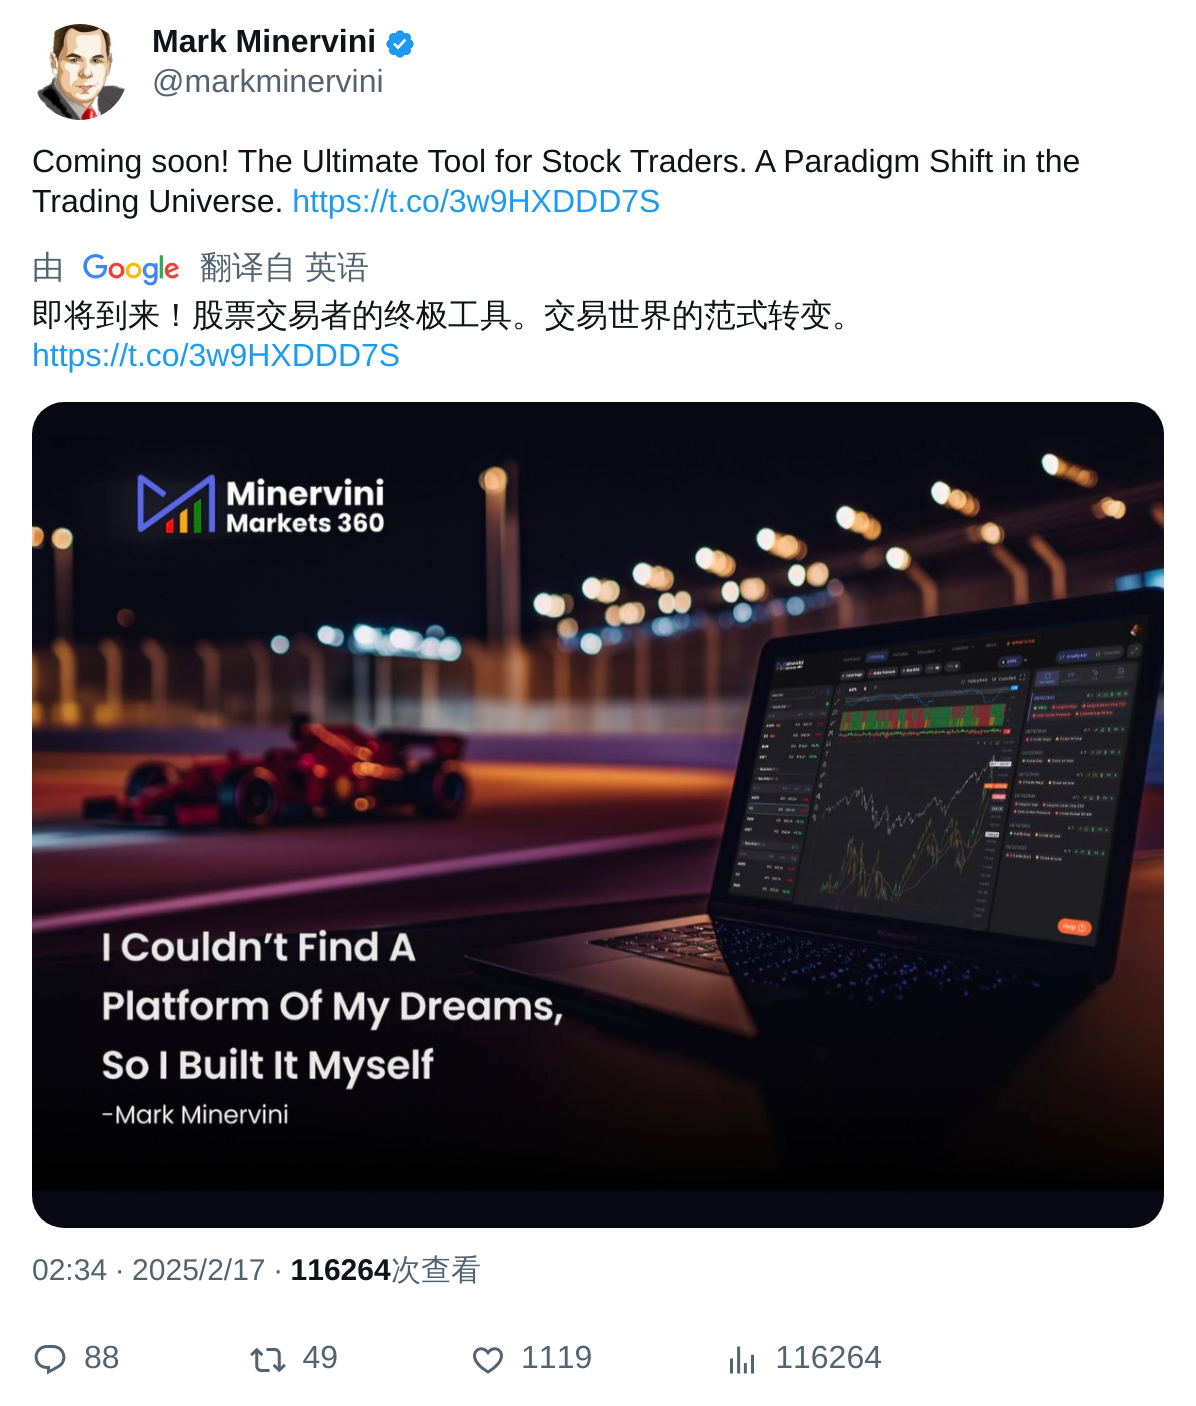 Mark Minervini
@markminervini
Coming soon! The Ultimate Tool for Stock Traders. A Paradigm Shift in the
Trading Universe. https://t.co/3w9HXDDD7S
由 Google 翻译自 英语
即将到来！股票交易者的终极工具。交易世界的范式转变。
https://t.co/3w9HXDDD7S
Minervini
Markets 360
I Couldn’t Find A
Platform Of My Dreams,
So I Built It Myself
-Mark Minervini
Help
02:34 · 2025/2/17 · 116264次查看
88 49 1119 116264